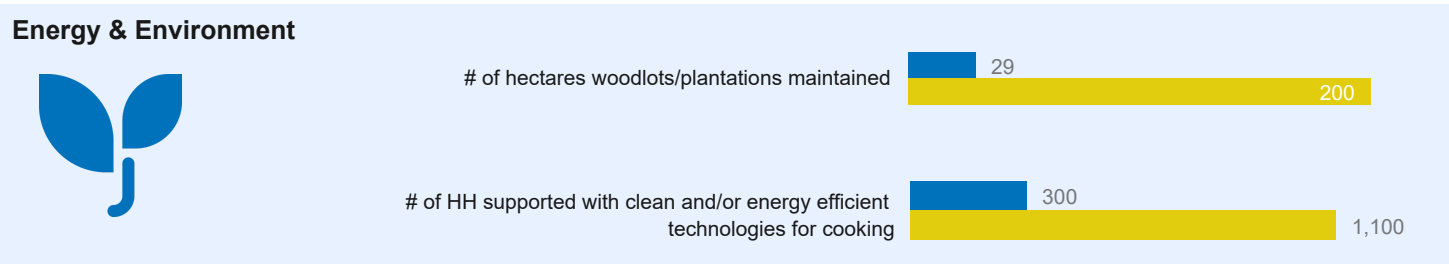 Energy & Environment
# of hectares woodlots/plantations maintained
29
200
# of HH supported with clean and/or energy efficient
technologies for cooking
300
1,100